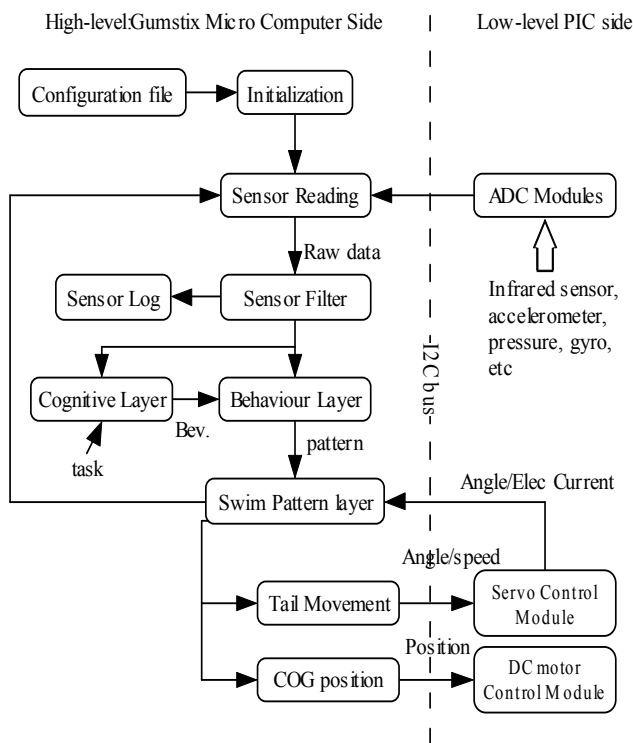 High-level:Gumstix Micro Computer Side
Low-level PIC side
Configuration file
Initialization
Sensor Reading
ADC Modules
Raw data
Sensor Log
Sensor Filter
Infrared sensor,
accelerometer,
pressure, gyro,
etc
I2C bus
Cognitive Layer
Behaviour Layer
Bev.
task
pattern
Swim Pattern layer
Angle/Elec Current
Angle/speed
Tail Movement
Servo Control
Module
Position
COG position
DC motor
Control Module